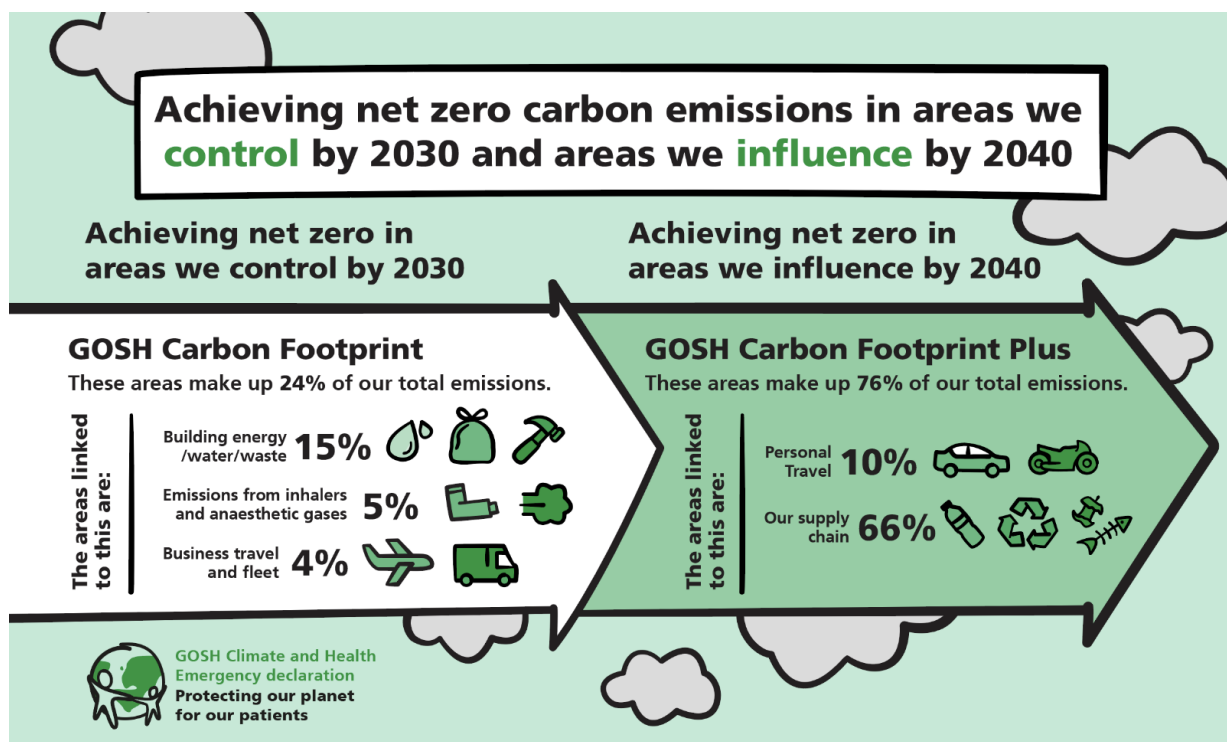 Achieving net zero carbon emissions in areas we
control by 2030 and areas we influence by 2040
Achieving net zero in
areas we control by 2030
GOSH Carbon Footprint
These areas make up 24% of our total emissions.
The areas linked
to this are:
Building energy
/water/waste 15%
Emissions from inhalers
and anaesthetic gases 5%
Business travel
and fleet 4%
Achieving net zero in
areas we influence by 2040
GOSH Carbon Footprint Plus
These areas make up 76% of our total emissions.
The areas linked
to this are:
Personal
Travel 10%
Our supply
chain 66%
GOSH Climate and Health
Emergency declaration
Protecting our planet
for our patients